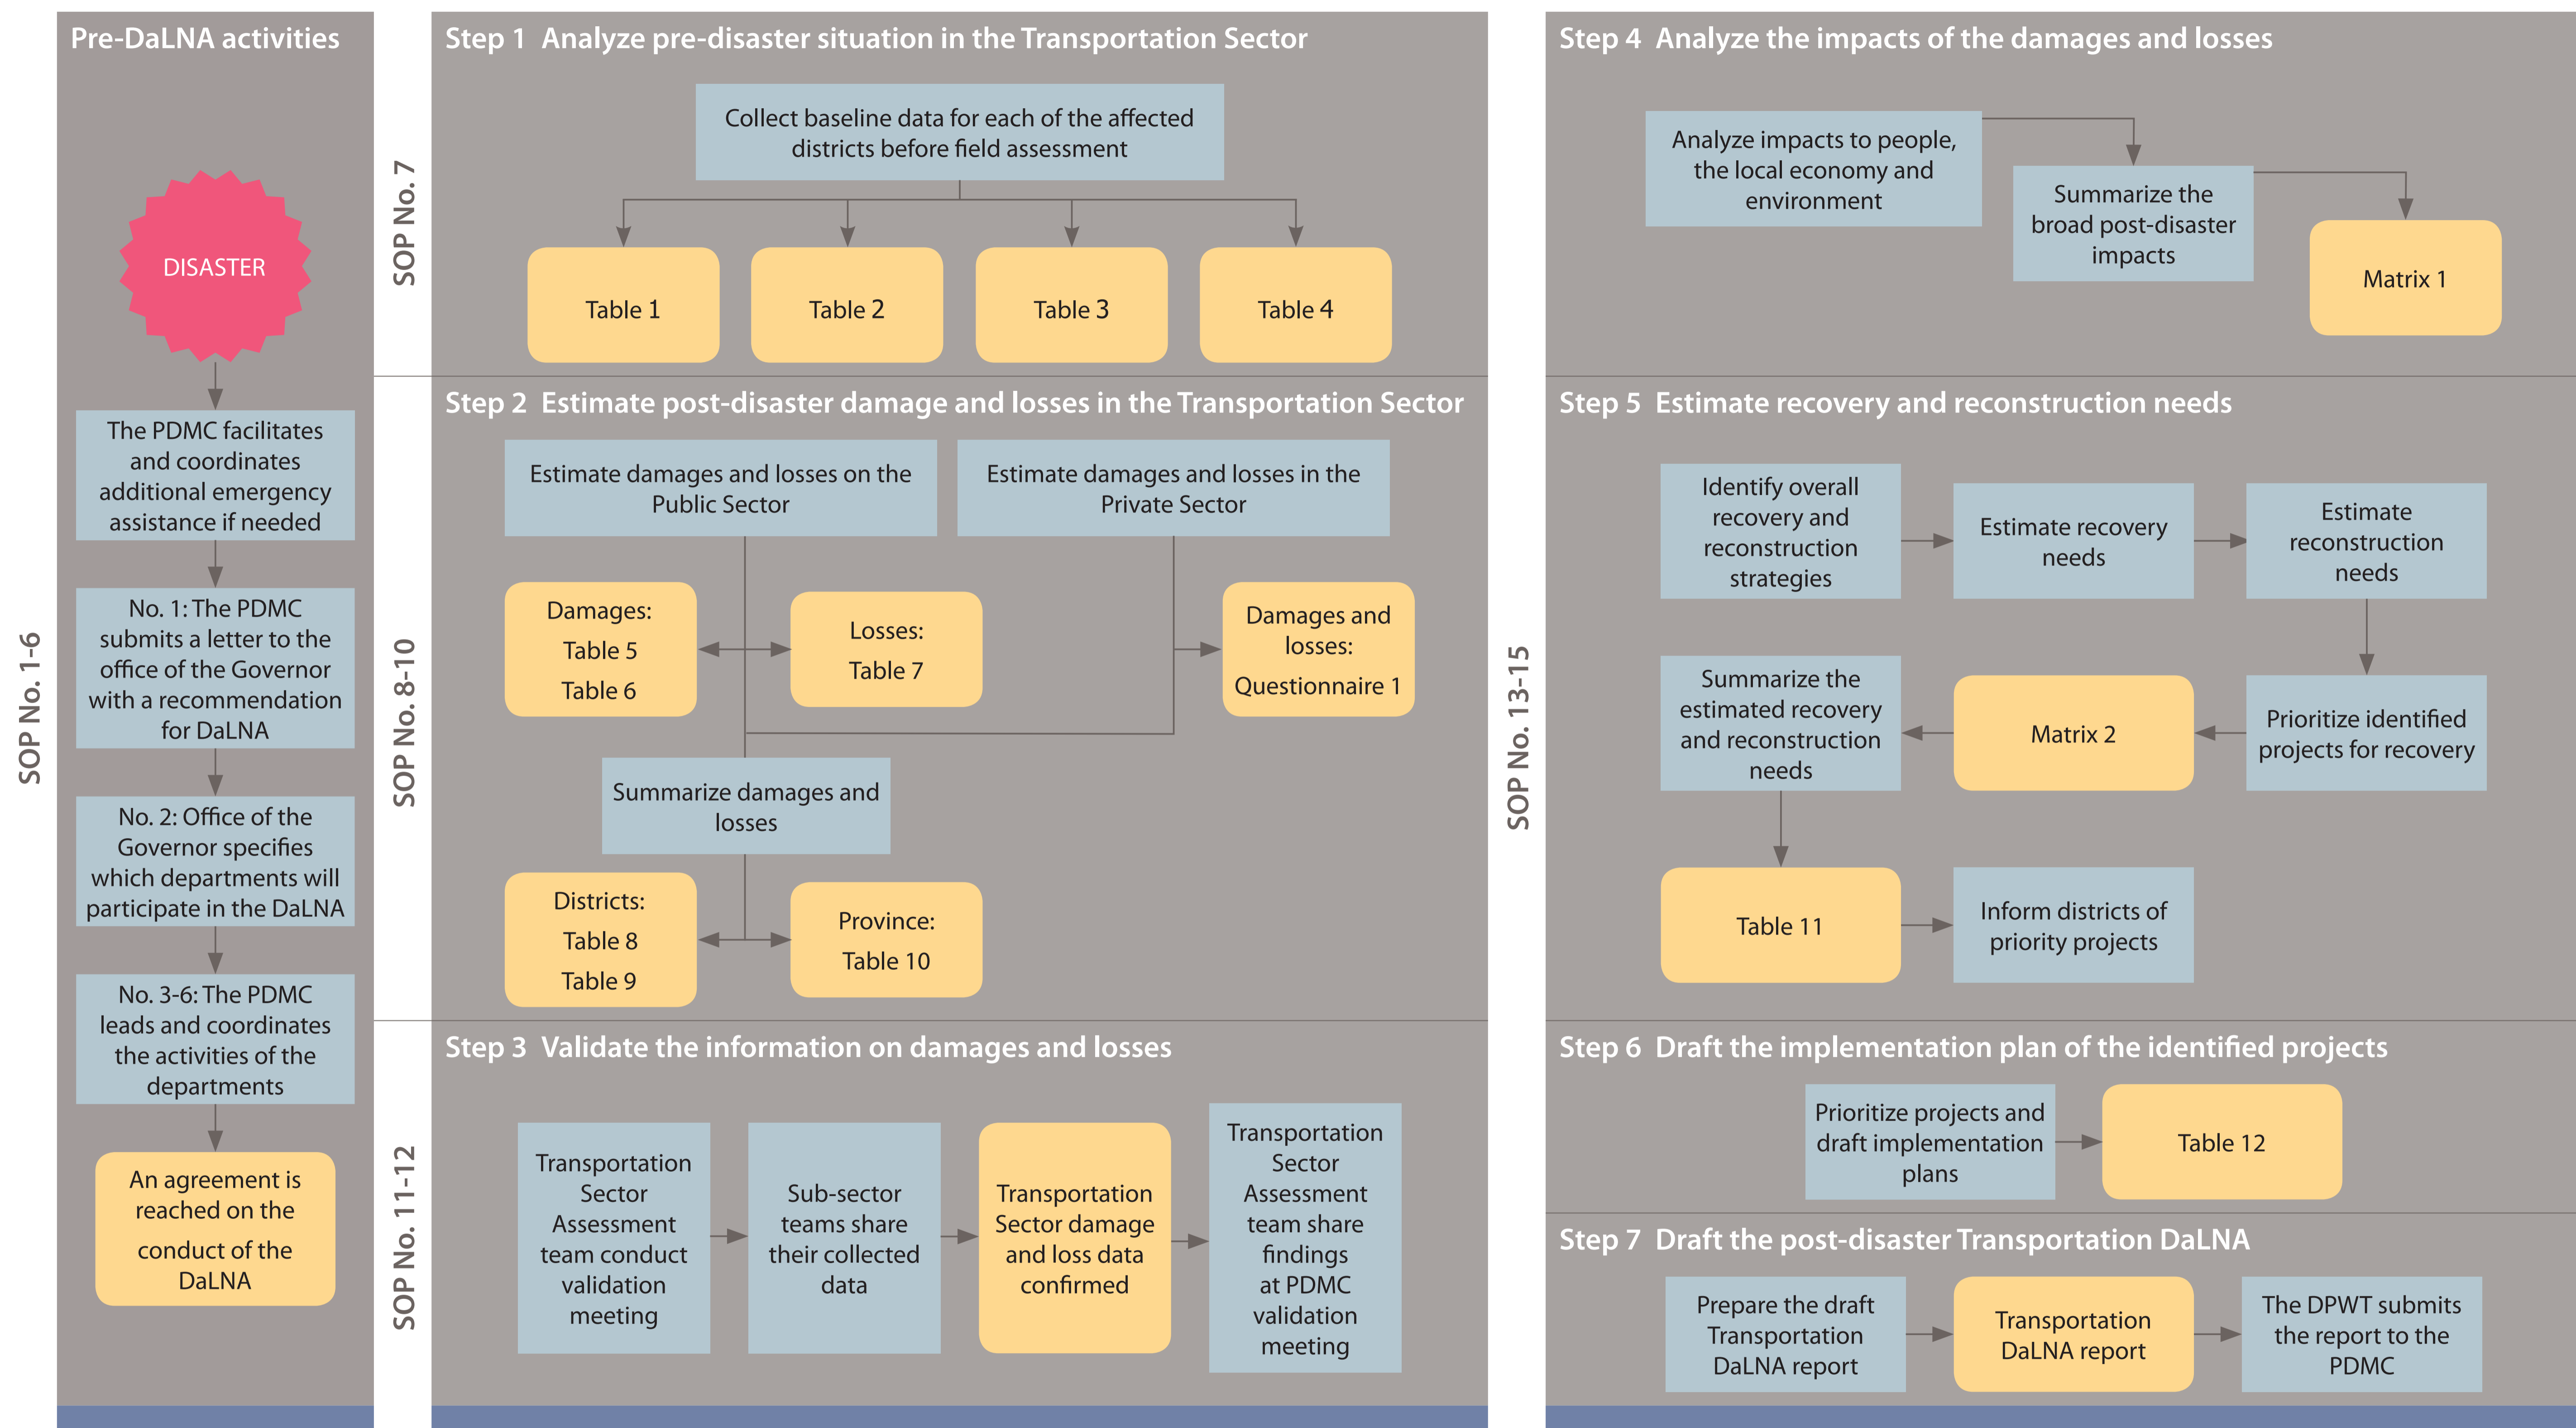 Pre-DaLNA activities
SOP No. 1-6
DISASTER
The PDMC facilitates
and coordinates
additional emergency
assistance if needed
No. 1: The PDMC
submits a letter to the
office of the Governor
with a recommendation
for DaLNA
No. 2: Office of the
Governor specifies
which departments will
participate in the DaLNA
No. 3-6: The PDMC
leads and coordinates
the activities of the
departments
An agreement is
reached on the
conduct of the
DaLNA
SOP No. 7
Step 1 Analyze pre-disaster situation in the Transportation Sector
Collect baseline data for each of the affected
districts before field assessment
Table 1
Table 2
Table 3
Table 4
SOP No. 8-10
Step 2 Estimate post-disaster damage and losses in the Transportation Sector
Estimate damages and losses on the
Public Sector
Estimate damages and losses in the
Private Sector
Damages:
Table 5
Table 6
Losses:
Table 7
Damages and
losses:
Questionnaire 1
Summarize damages and
losses
Districts:
Table 8
Table 9
Province:
Table 10
SOP No. 11-12
Step 3 Validate the information on damages and losses
Transportation
Sector
Assessment
team conduct
validation
meeting
Sub-sector
teams share
their collected
data
Transportation
Sector damage
and loss data
confirmed
Transportation
Sector
Assessment
team share
findings
at PDMC
validation
meeting
SOP No. 13-15
Step 4 Analyze the impacts of the damages and losses
Analyze impacts to people,
the local economy and
environment
Summarize the
broad post-disaster
impacts
Matrix 1
Step 5 Estimate recovery and reconstruction needs
Identify overall
recovery and
reconstruction
strategies
Estimate recovery
needs
Estimate
reconstruction
needs
Prioritize identified
projects for recovery
Matrix 2
Summarize the
estimated recovery
and reconstruction
needs
Table 11
Inform districts of
priority projects
Step 6 Draft the implementation plan of the identified projects
Prioritize projects and
draft implementation
plans
Table 12
Step 7 Draft the post-disaster Transportation DaLNA
Prepare the draft
Transportation
DaLNA report
Transportation
DaLNA report
The DPWT submits
the report to the
PDMC